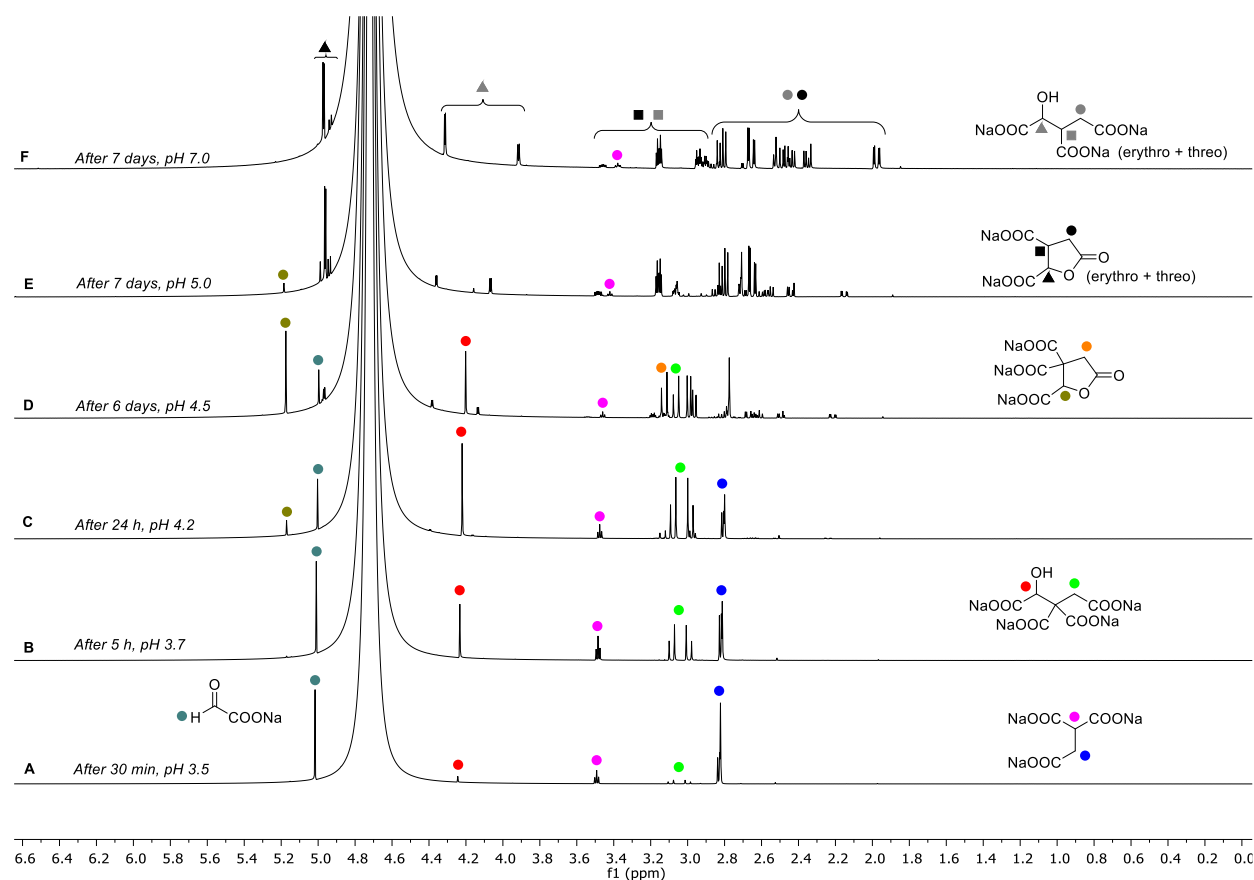 OH
NaOOC COONa
COONa (erythro + threo)
F After 7 days, pH 7.0
NaOOC
O
NaOOC O
(erythro + threo)
E After 7 days, pH 5.0
NaOOC
NaOOC O
NaOOC O
D After 6 days, pH 4.5
C After 24 h, pH 4.2
OH
NaOOC COONa
NaOOC COONa
B After 5 h, pH 3.7
O
H COONa
NaOOC COONa
NaOOC
A After 30 min, pH 3.5
6.6 6.4 6.2 6.0 5.8 5.6 5.4 5.2 5.0 4.8 4.6 4.4 4.2 4.0 3.8 3.6 3.4 3.2 3.0 2.8 2.6 2.4 2.2 2.0 1.8 1.6 1.4 1.2 1.0 0.8 0.6 0.4 0.2 0.0
f1 (ppm)